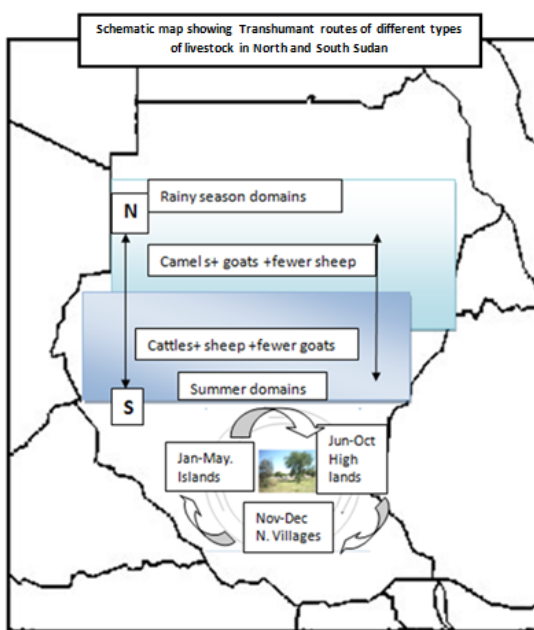 Schematic map showing Transhumant routes of different types
of livestock in North and South Sudan
Rainy season domains
N
Camel s+ goats +fewer sheep
Cattles+ sheep +fewer goats
Summer domains
S
Jan-May.
Islands
Jun-Oct
High
lands
Nov-Dec
N. Villages